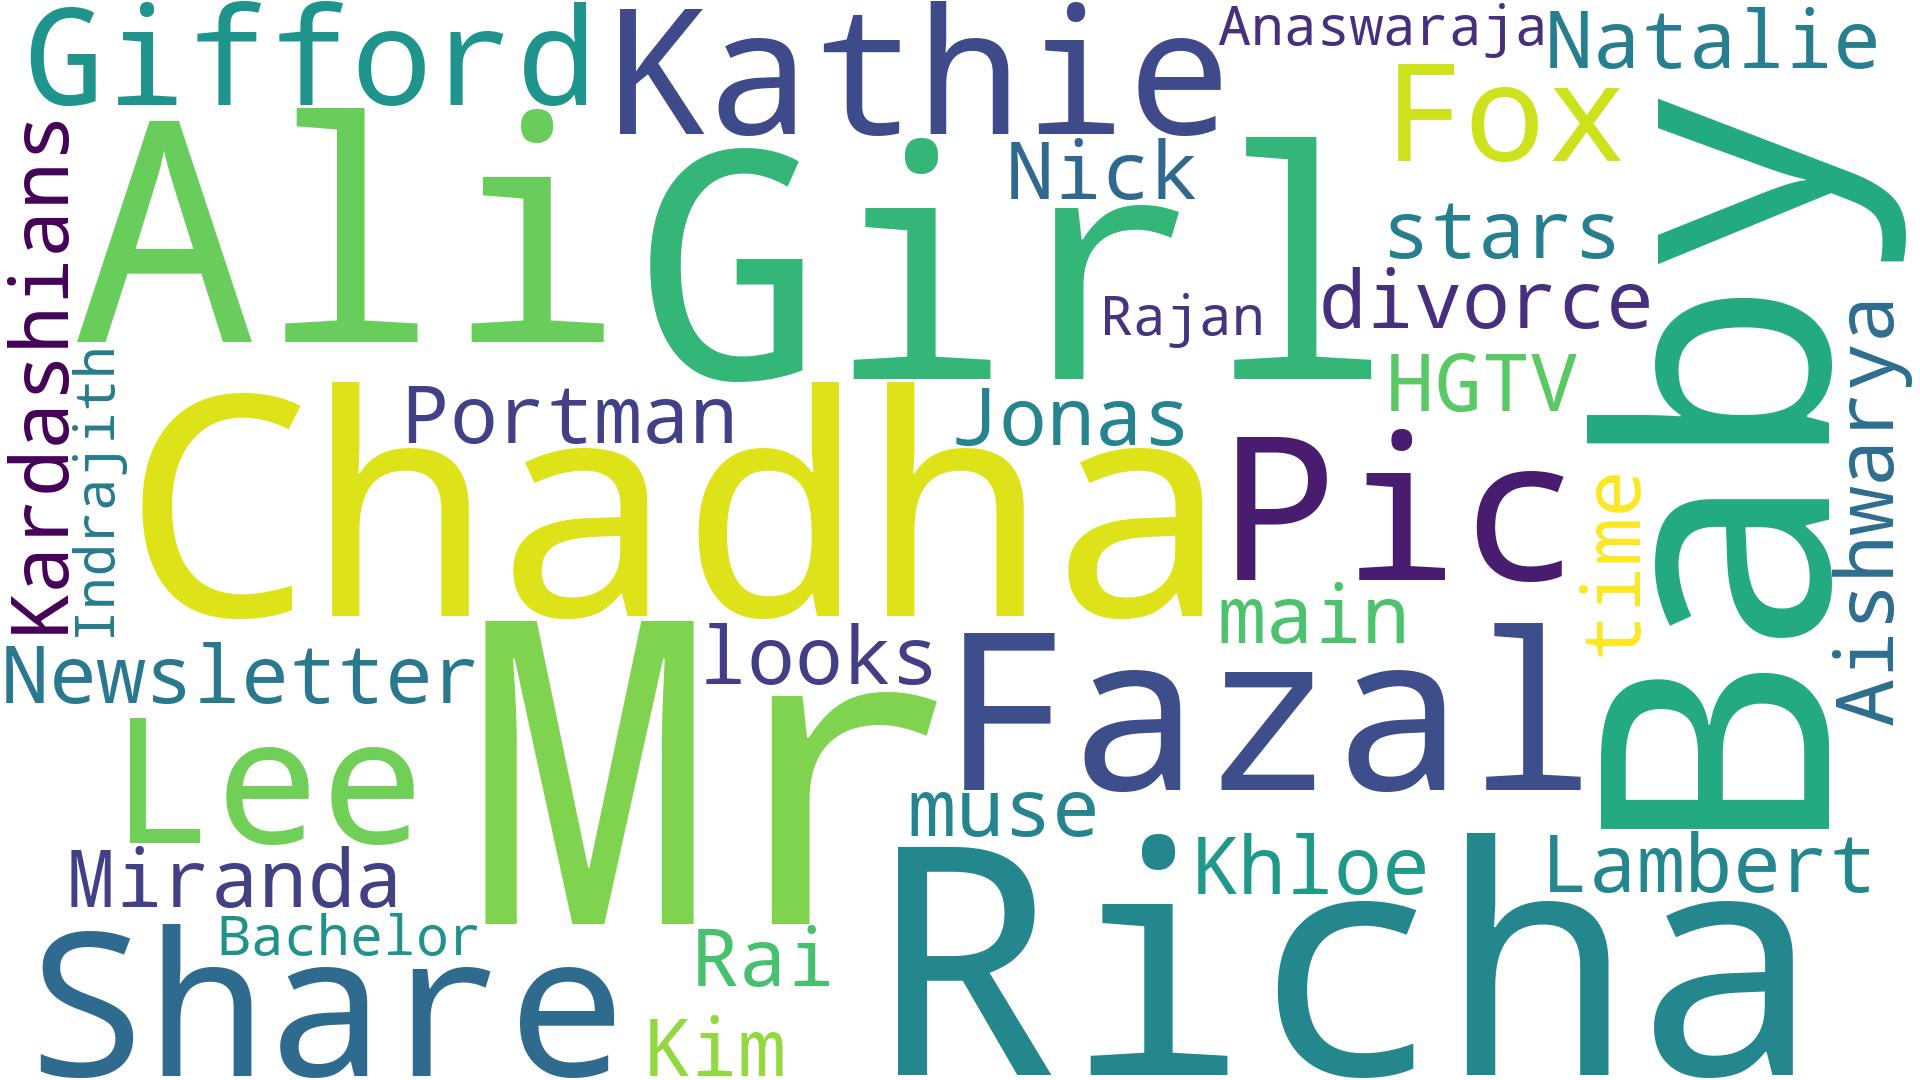 Gifford
Kathie
Anaswaraja
Natalie
Fox
Kardashians
Ali
Girl
Nick
stars
Baby
Rajan
divorce
Indrajith
HGTV
Aishwarya
Portman
Jonas
Chadha
Pic
time
main
Newsletter
Mr
looks
Fazal
Lee
muse
Miranda
Khloe
Lambert
Richa
Bachelor
Share
Rai
Kim